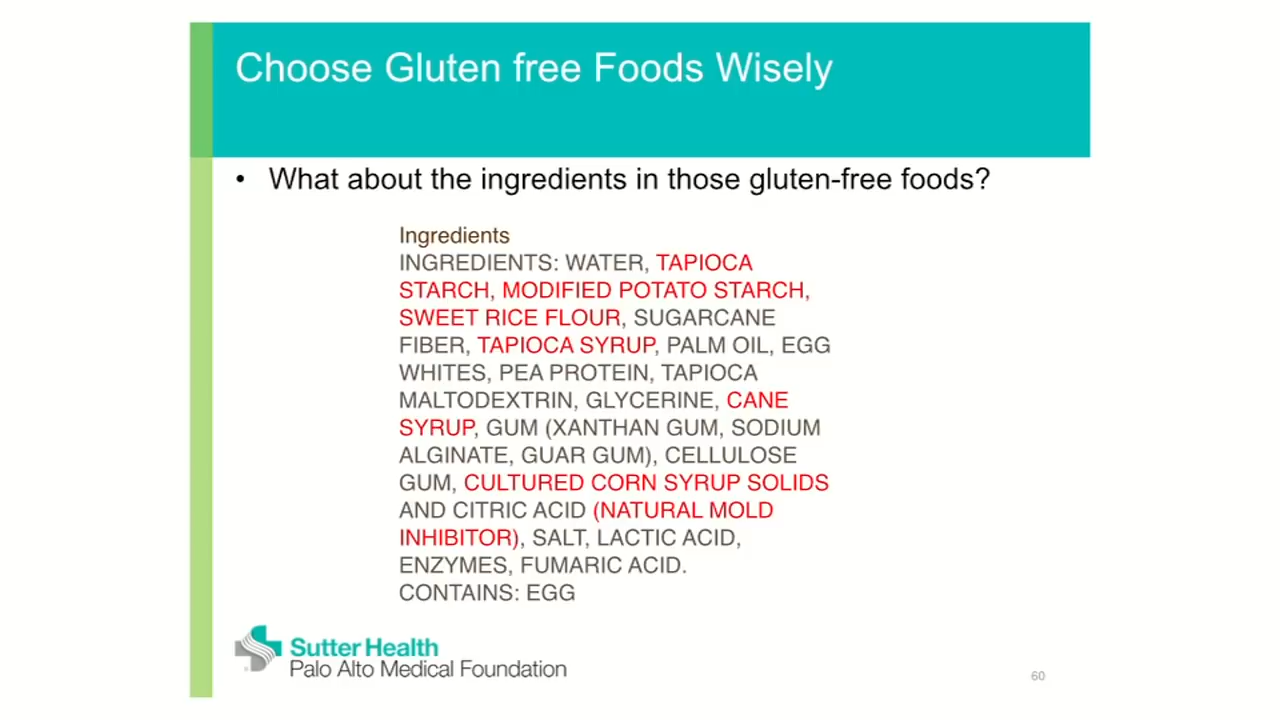 Choose Gluten free Foods Wisely
• What about the ingredients in those gluten-free foods?
Ingredients
INGREDIENTS: WATER, TAPIOCA
STARCH, MODIFIED POTATO STARCH,
SWEET RICE FLOUR, SUGARCANE
FIBER, TAPIOCA SYRUP, PALM OIL, EGG
WHITES, PEA PROTEIN, TAPIOCA
MALTODEXTRIN, GLYCERINE, CANE
SYRUP, GUM (XANTHAN GUM, SODIUM
ALGINATE, GUAR GUM), CELLULOSE
GUM, CULTURED CORN SYRUP SOLIDS
AND CITRIC ACID (NATURAL MOLD
INHIBITOR), SALT, LACTIC ACID,
ENZYMES, FUMARIC ACID.
CONTAINS: EGG
Sutter Health
Palo Alto Medical Foundation
60